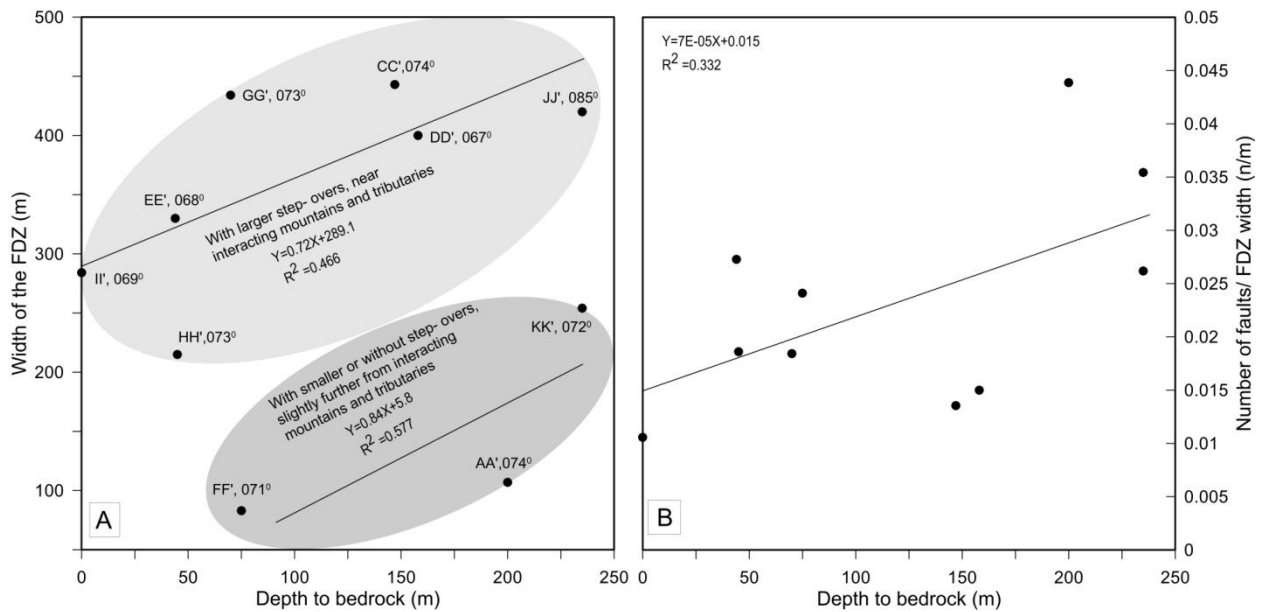 500
400
300
200
100
Width of the FDZ (m)
CC',074⁰
GG', 073⁰
JJ', 085⁰
DD', 067⁰
EE', 068⁰
II', 069⁰
HH',073⁰
With larger step- overs, near
interacting mountains and tributaries
Y=0.72X+289.1
R² =0.466
KK', 072⁰
With smaller or without step- overs,
slightly further from interacting
mountains and tributaries
Y=0.84X+5.8
R² =0.577
AA',074⁰
FF', 071⁰
A
0 50 100 150 200 250
Depth to bedrock (m)
Y=7E-05X+0.015
R² =0.332
B
0 50 100 150 200 250
Depth to bedrock (m)
0.05
0.045
0.04
0.035
0.03
0.025
0.02
0.015
0.01
0.005
0
Number of faults/ FDZ width (n/m)